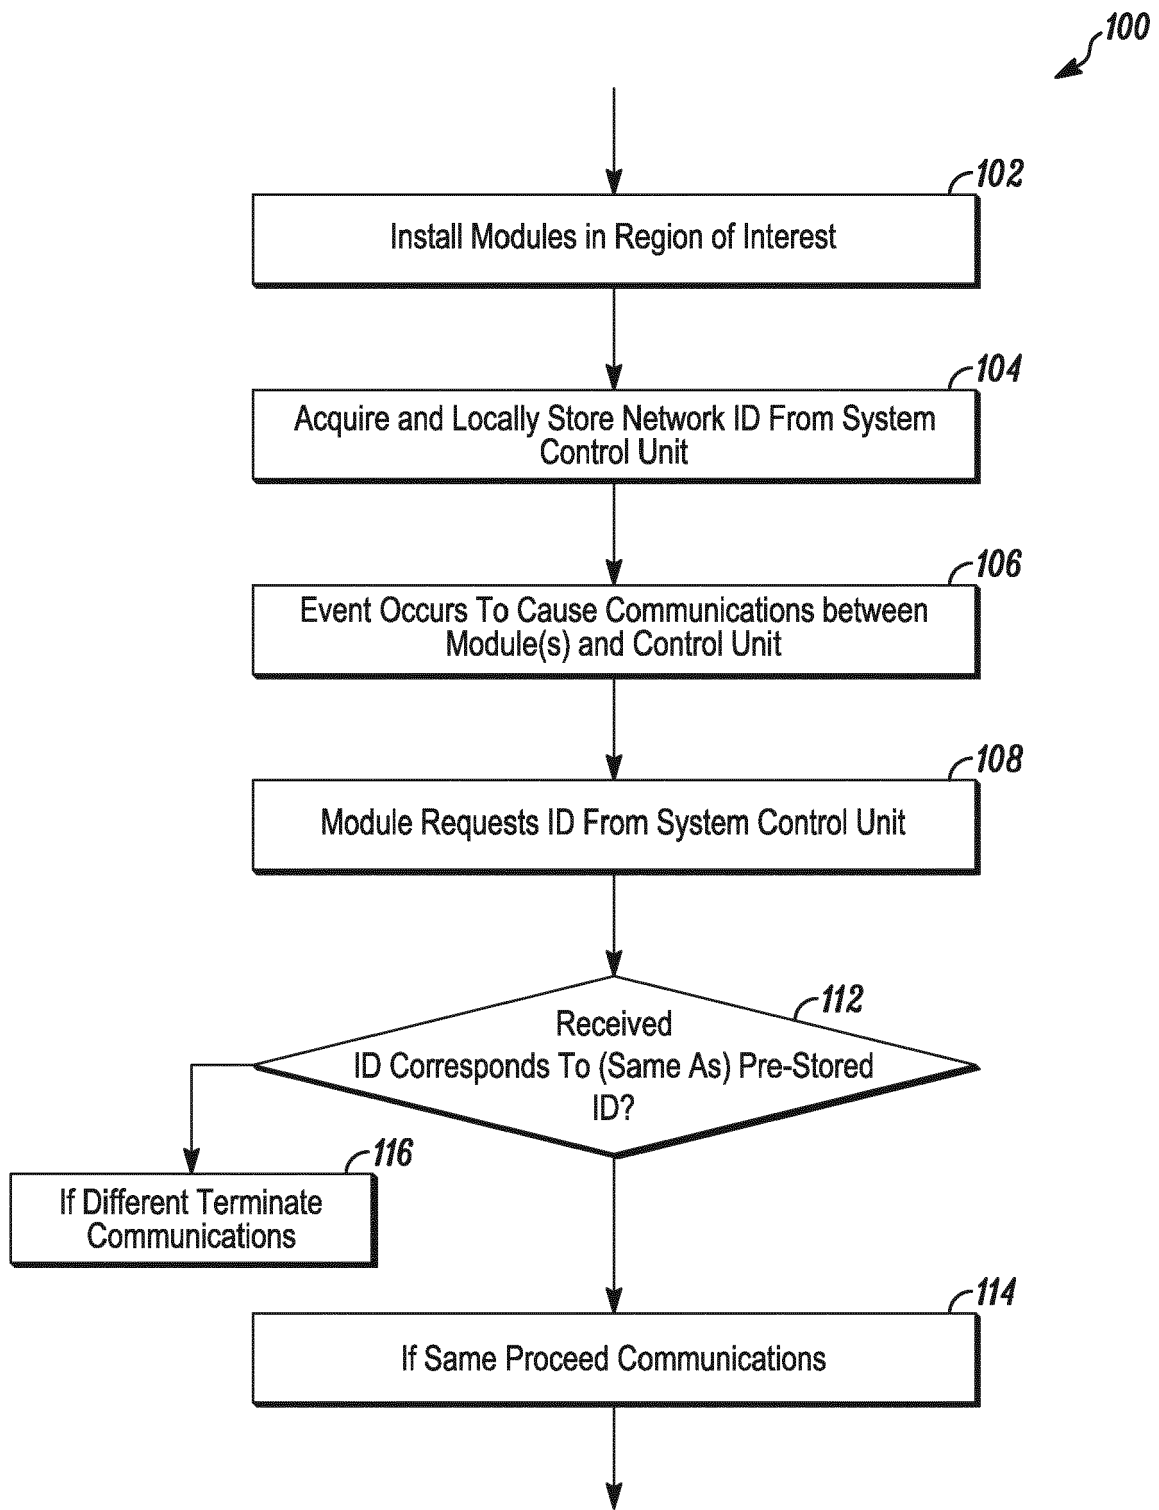 100
102
Install Modules in Region of Interest
104
Acquire and Locally Store Network ID From System
Control Unit
106
Event Occurs To Cause Communications between
Module(s) and Control Unit
108
Module Requests ID From System Control Unit
112
Received
ID Corresponds To (Same As) Pre-Stored
ID?
116
If Different Terminate
Communications
114
If Same Proceed Communications